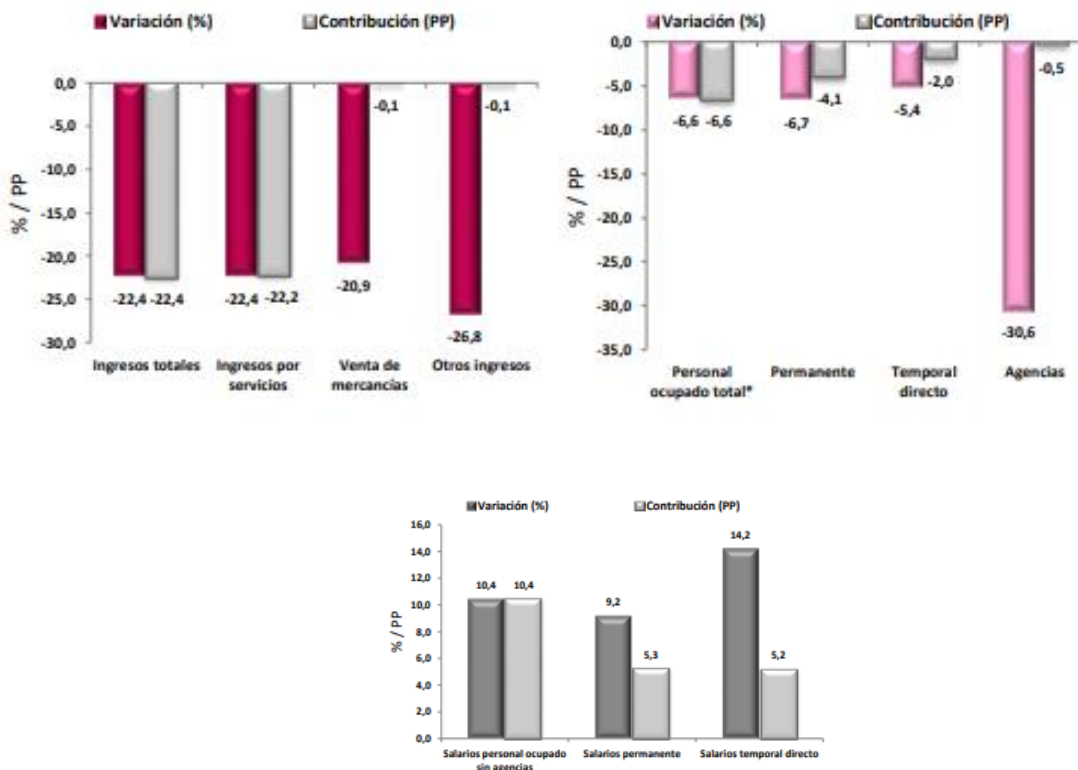 Variación (%) Contribución (PP)
0,0
-5,0
-10,0
-15,0
-20,0
-25,0
-30,0
% / PP
-22,4 -22,4
-22,4 -22,2
-20,9
-0,1
-26,8
-0,1
Ingresos totales
Ingresos por
servicios
Venta de
mercancías
Otros ingresos
Variación (%) Contribución (PP)
0,0
-5,0
-10,0
-15,0
-20,0
-25,0
-30,0
-35,0
% / PP
-6,6 -6,6
-6,7
-4,1
-5,4
-2,0
-30,6
-0,5
Personal
ocupado total*
Permanente
Temporal
directo
Agencias
Variación (%) Contribución (PP)
16,0
14,0
12,0
10,0
8,0
6,0
4,0
2,0
0,0
% / PP
10,4 10,4
9,2
5,3
14,2
5,2
Salarios personal ocupado
sin agencias
Salarios permanente
Salarios temporal directo